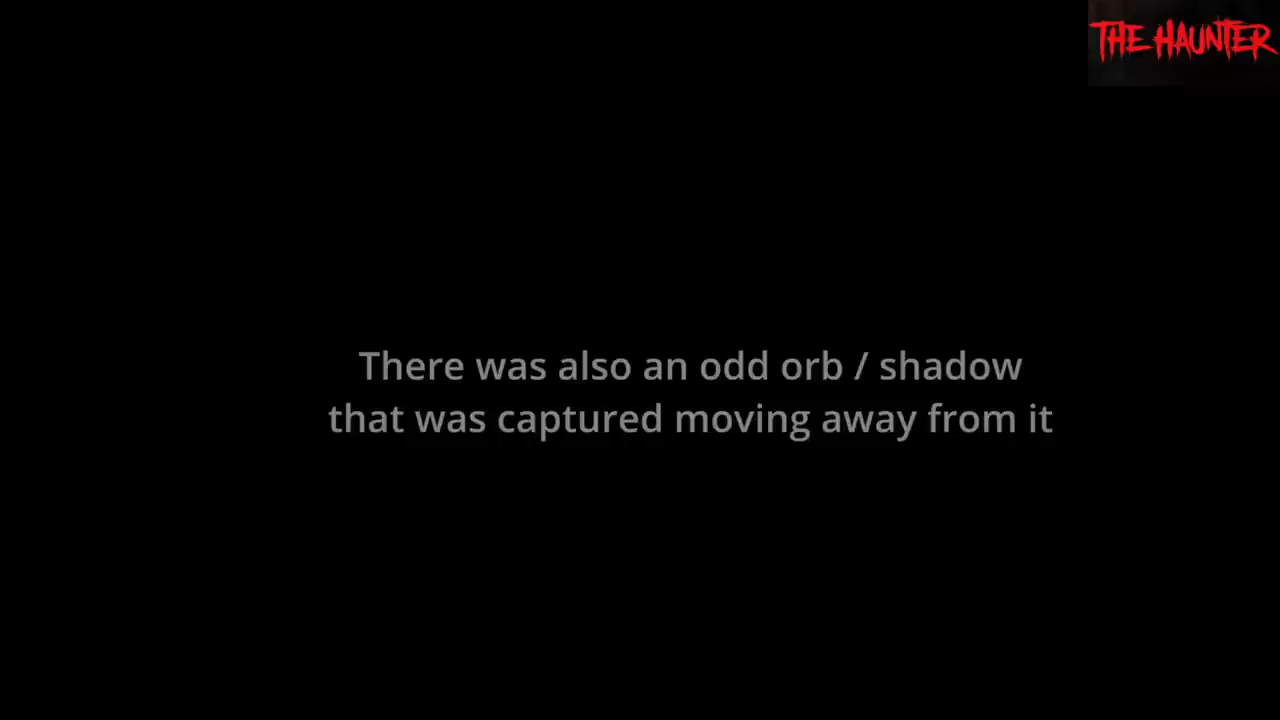 THE HAUNTER
There was also an odd orb / shadow
that was captured moving away from it